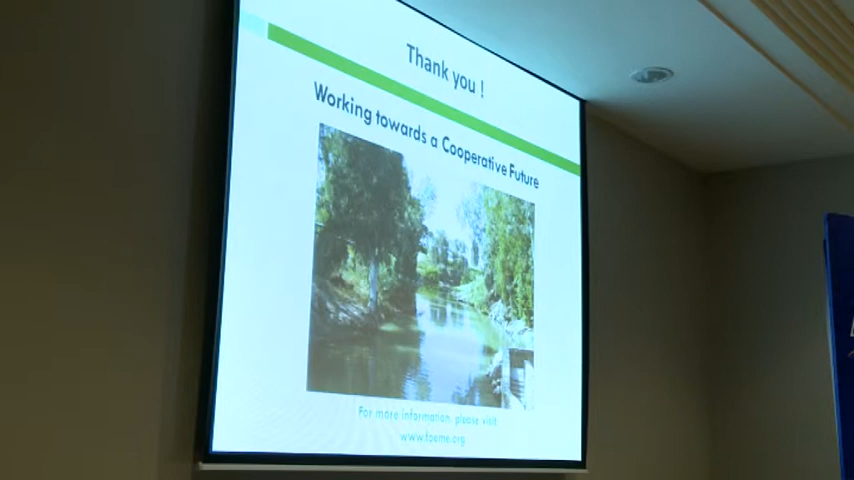 Thank you !
Working towards a Cooperative Future
For more information, please visit
www.foeme.org